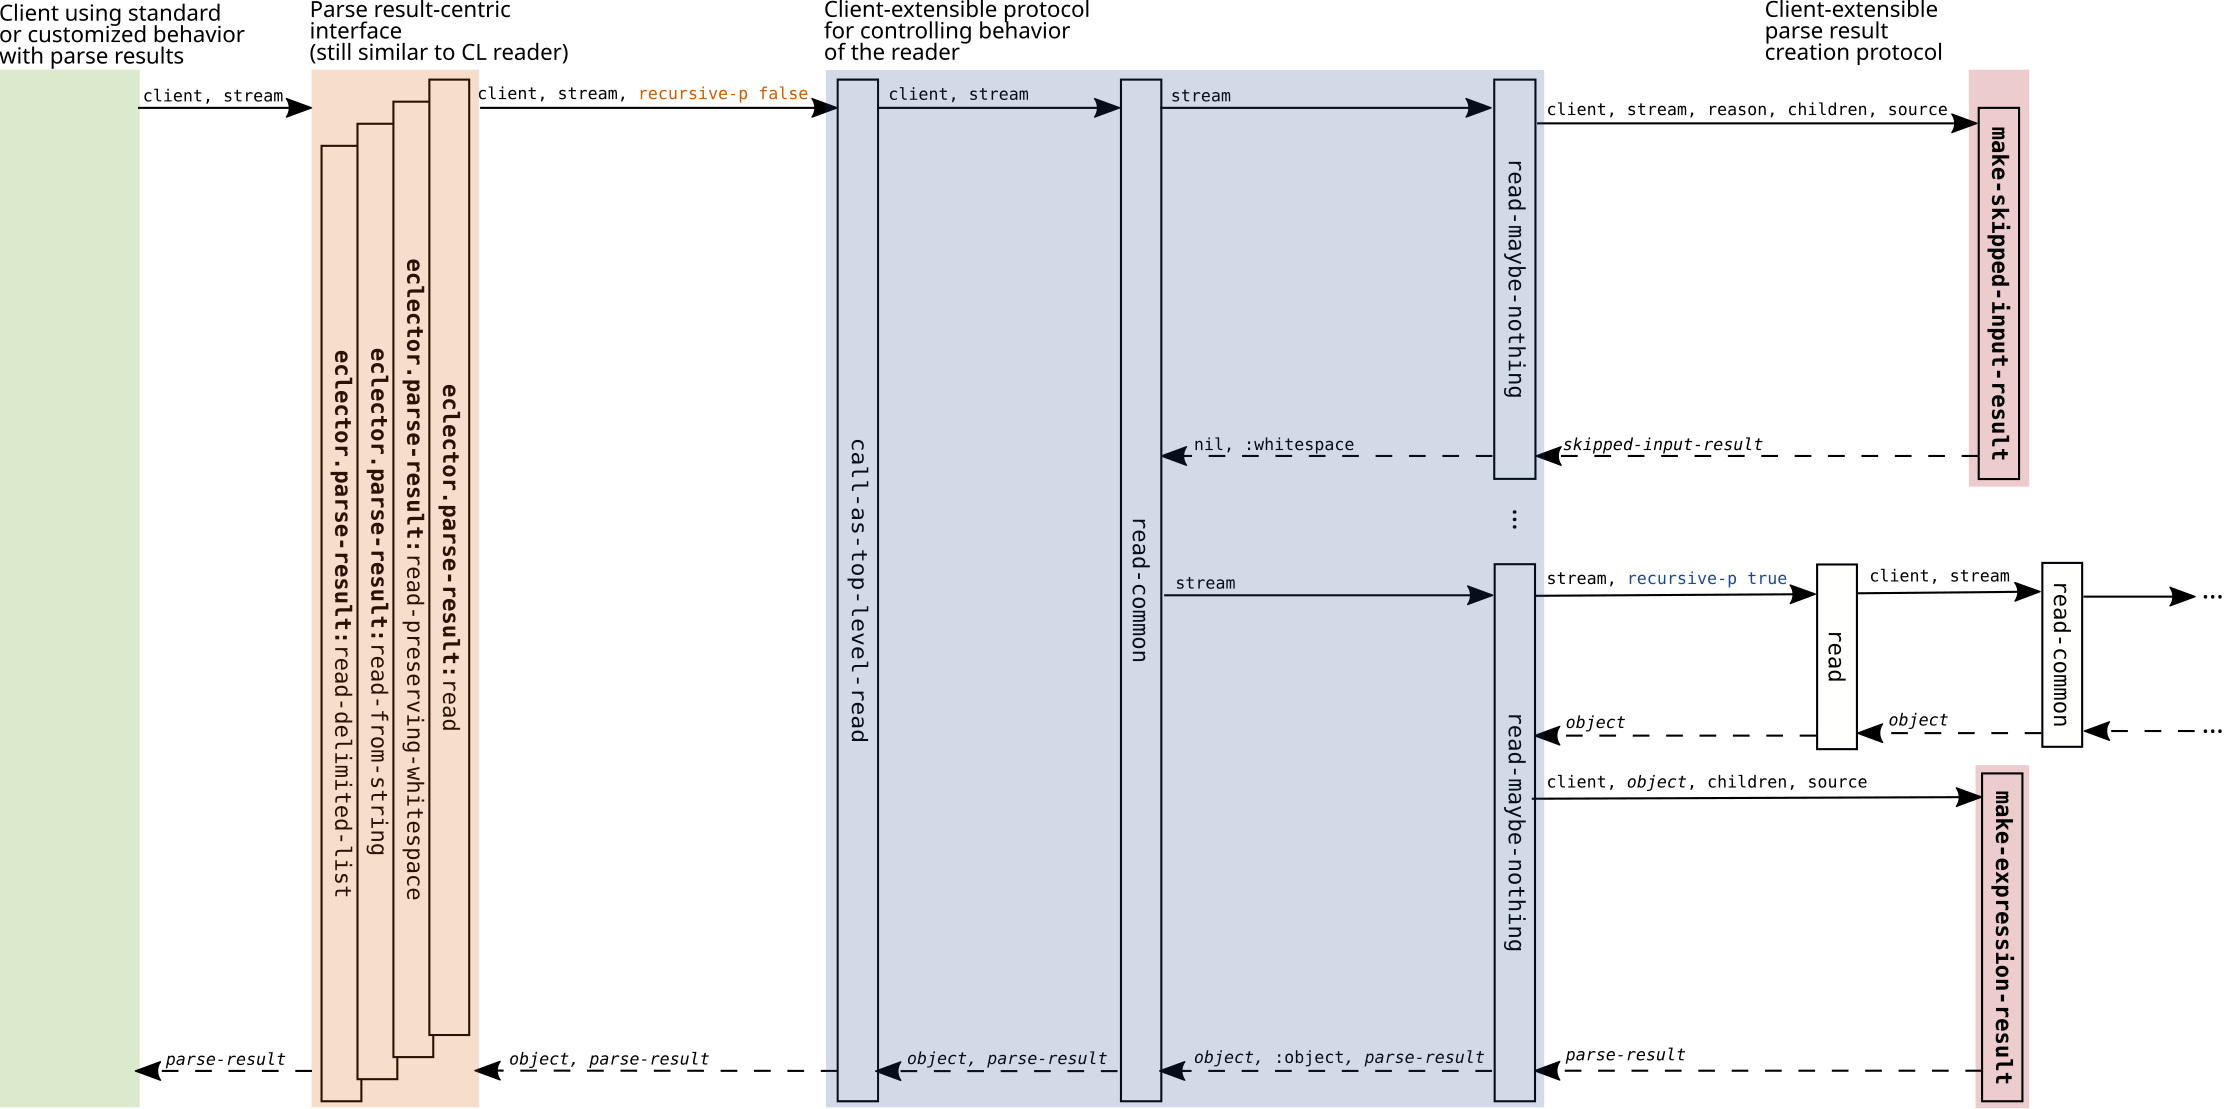 Client using standard
or customized behavior
with parse results
Parse result-centric
interface
(still similar to CL reader)
Client-extensible protocol
for controlling behavior
of the reader
Client-extensible
parse result
creation protocol
client, stream
client, stream, recursive-p false
client, stream
stream
client, stream, reason, children, source
eclector.parse-result:read-delimited-list
eclector.parse-result:read-from-string
eclector.parse-result:read-preserving-whitespace
eclector.parse-result:read
call-as-top-level-read
read-common
read-maybe-nothing
make-skipped-input-result
nil, :whitespace
skipped-input-result
...
stream
stream, recursive-p true
client, stream
...
read-maybe-nothing
read
read-common
object
object
...
client, object, children, source
make-expression-result
parse-result
object, parse-result
object, parse-result
object, :object, parse-result
parse-result